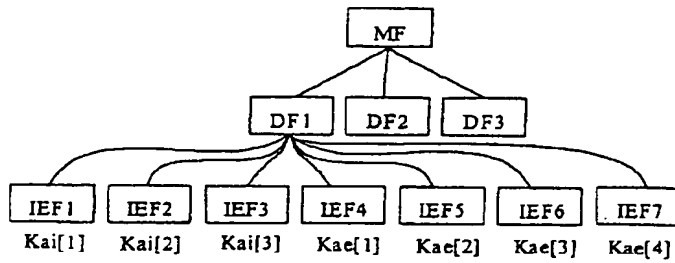 MF
DF1 DF2 DF3
IEF1 IEF2 IEF3 IEF4 IEF5 IEF6 IEF7
Kai[1] Kai[2] Kai[3] Kae[1] Kae[2] Kae[3] Kae[4]